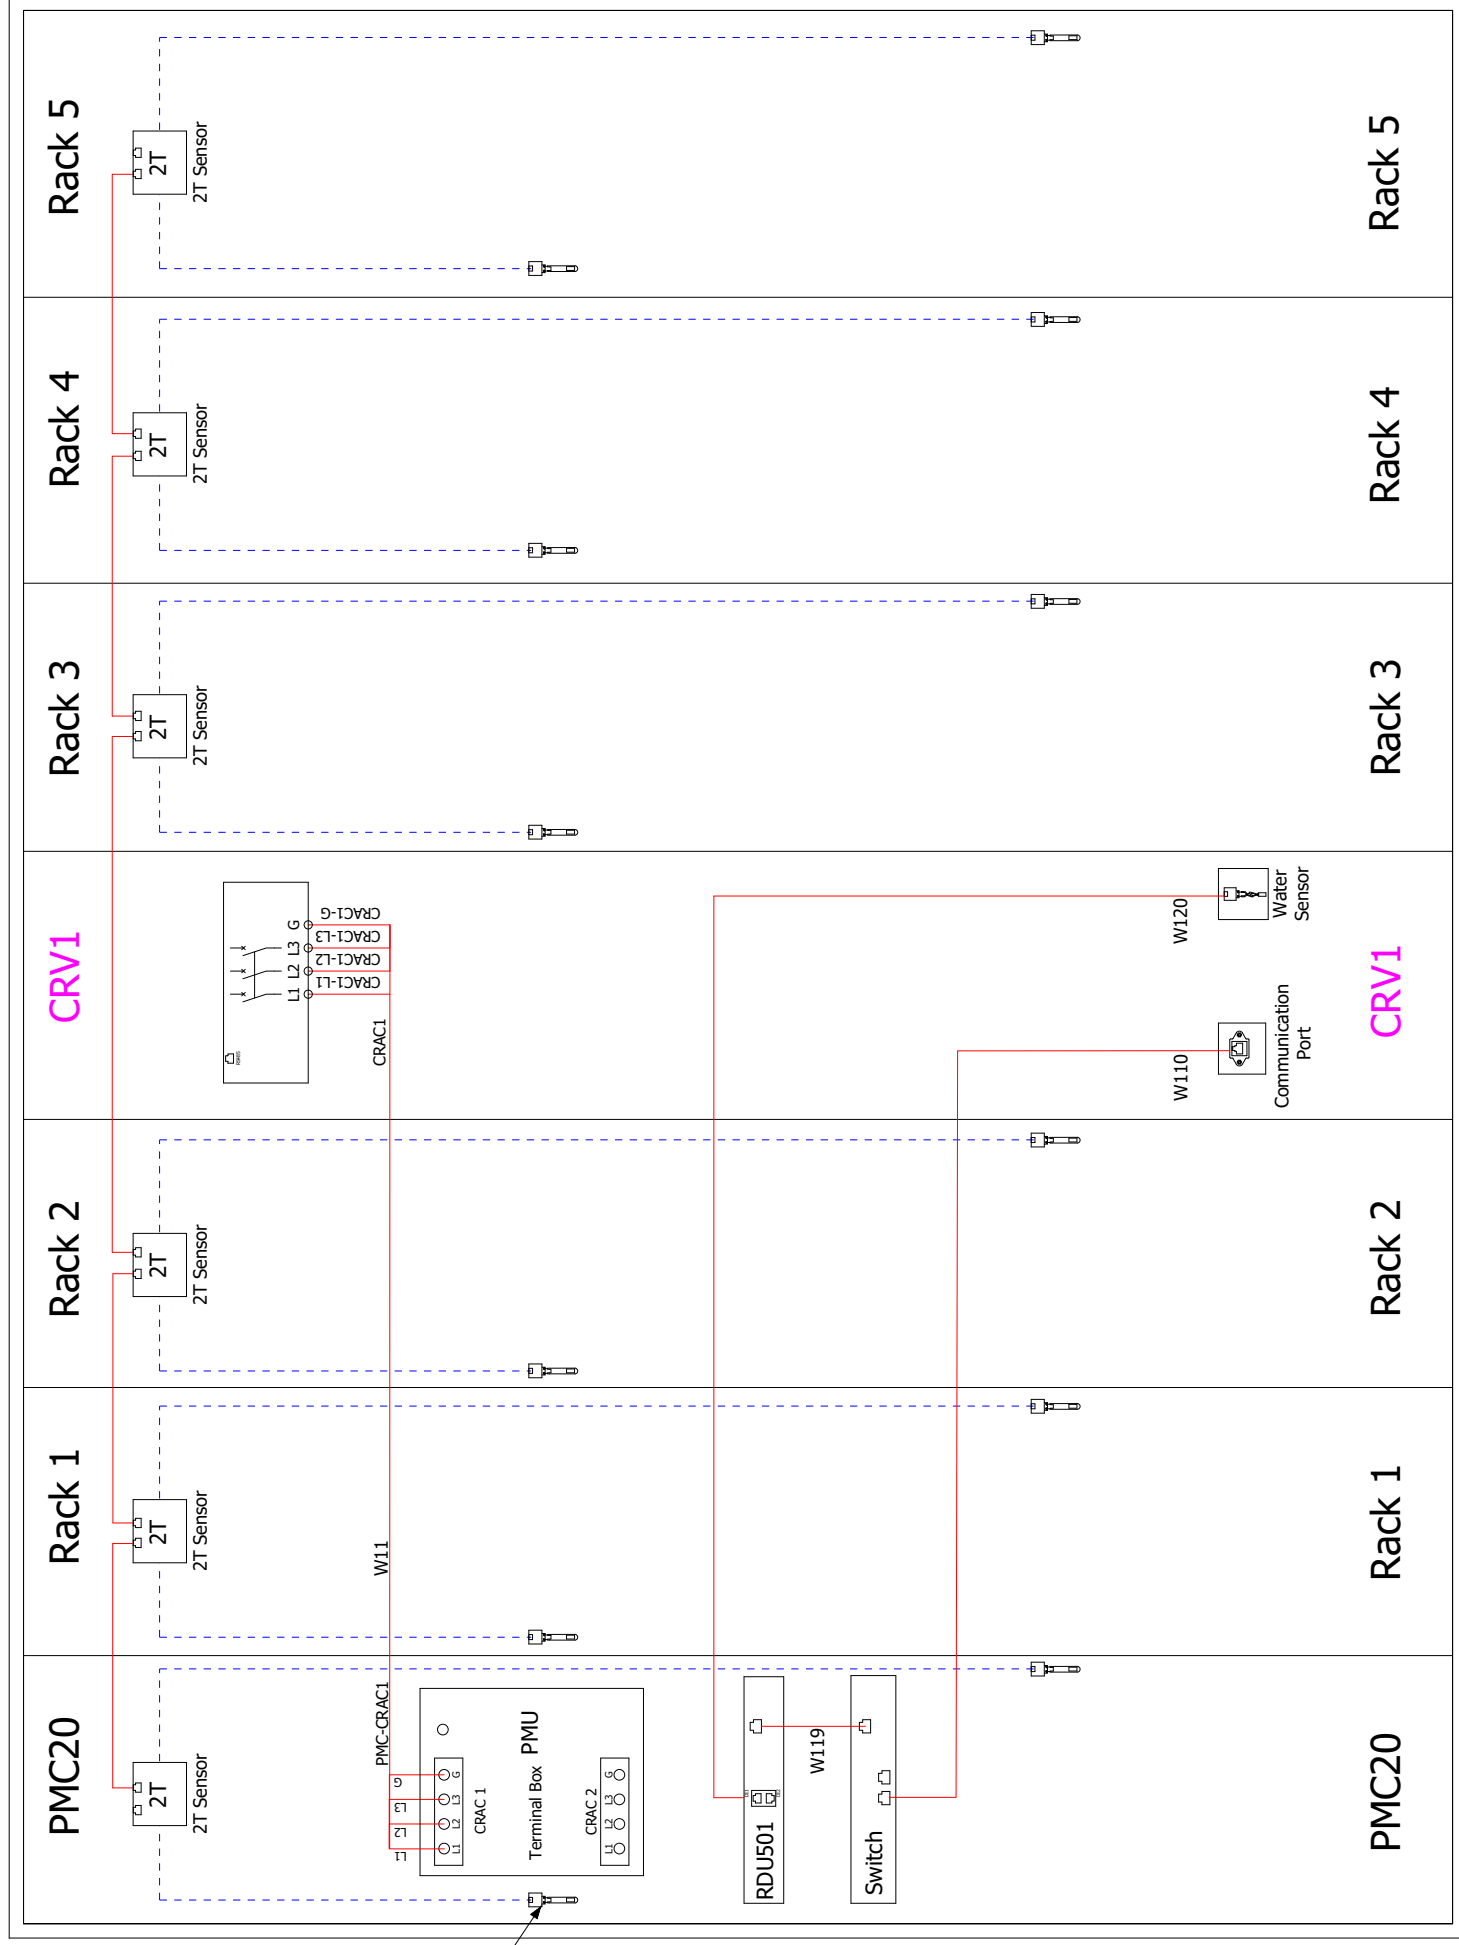 PMC20
Rack 1
Rack 2
CRV1
Rack 3
Rack 4
Rack 5
2T
2T
2T
2T
2T
2T
2T Sensor
2T Sensor
2T Sensor
2T Sensor
2T Sensor
2T Sensor
L1 L2 L3 G
CRAC1-L1
CRAC1-L2
CRAC1-L3
CRAC1-G
PMC-CRAC1
W11
CRAC1
L1
L2
L3
G
L1 L2 L3 G
CRAC 1
Terminal Box PMU
CRAC 2
L1 L2 L3 G
RDU501
W119
Switch
W110
W120
Communication
Port
Water
Sensor
PMC20
Rack 1
Rack 2
CRV1
Rack 3
Rack 4
Rack 5